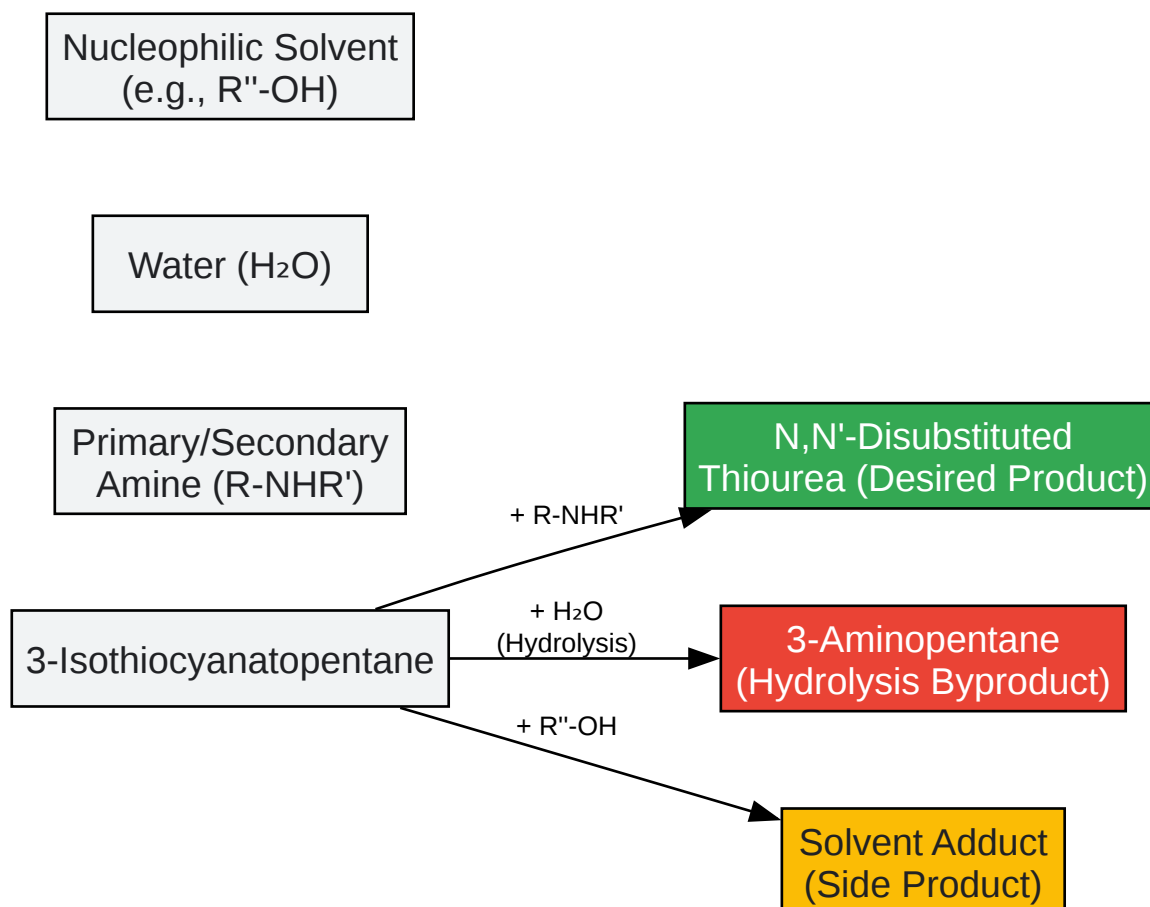 Nucleophilic Solvent
(e.g., R''-OH)
Water (H₂O)
Primary/Secondary
Amine (R-NHR')
N,N'-Disubstituted
Thiourea (Desired Product)
+ R-NHR'
3-Isothiocyanatopentane
+ H₂O
(Hydrolysis)
3-Aminopentane
(Hydrolysis Byproduct)
+ R''-OH
Solvent Adduct
(Side Product)